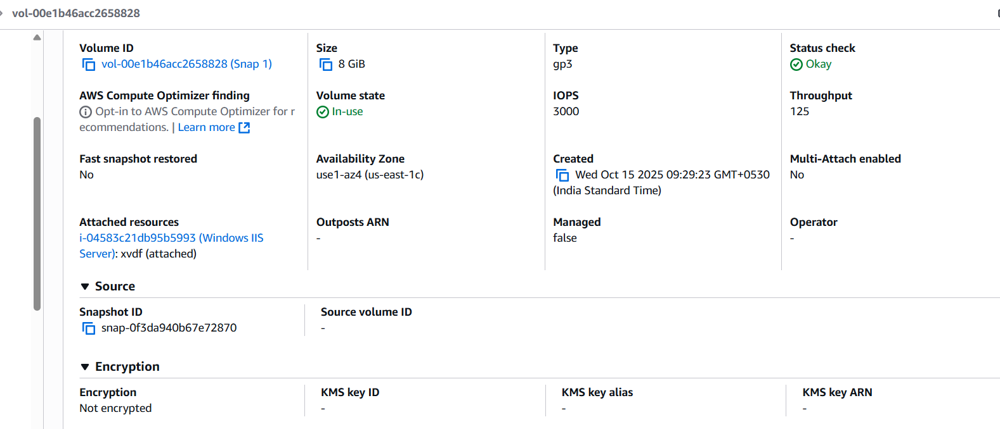 vol-00e1b46acc2658828
Volume ID
vol-00e1b46acc2658828 (Snap 1)
Size
8 GiB
Type
gp3
Status check
Okay
AWS Compute Optimizer finding
Opt-in to AWS Compute Optimizer for r
ecommendations. | Learn more
Volume state
In-use
IOPS
3000
Throughput
125
Fast snapshot restored
No
Availability Zone
use1-az4 (us-east-1c)
Created
Wed Oct 15 2025 09:29:23 GMT+0530
(India Standard Time)
Multi-Attach enabled
No
Attached resources
i-04583c21db95b5993 (Windows IIS
Server): xvdf (attached)
Outposts ARN
-
Managed
false
Operator
-
Source
Snapshot ID
snap-0f3da940b67e72870
Source volume ID
-
Encryption
Encryption
Not encrypted
KMS key ID
-
KMS key alias
-
KMS key ARN
-